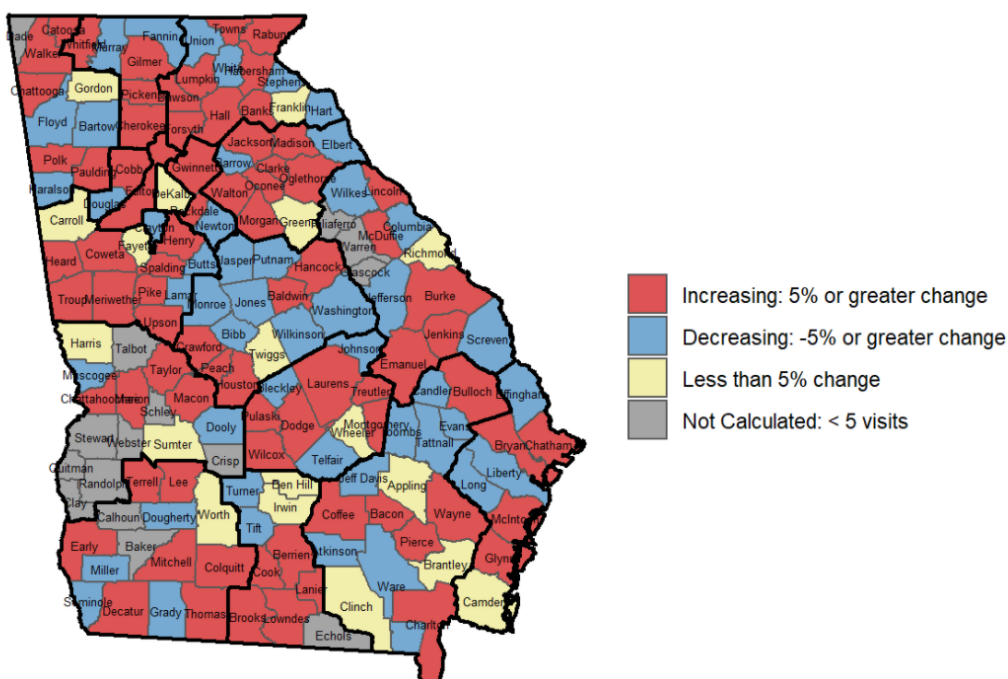 Dade
Catoosa
Whitfield
Walker
Murray
Fannin
Union
Towns
Rabun
Gilmer
White
Habersham
Lumpkin
Stephens
Chattooga
Gordon
Pickens
Dawson
Hall
Banks
Franklin
Hart
Floyd
Bartow
Cherokee
Forsyth
Jackson
Madison
Elbert
Polk
Paulding
Cobb
Gwinnett
Barrow
Clarke
Oglethorpe
Haralson
Douglas
Fulton
DeKalb
Rockdale
Walton
Oconee
Wilkes
Lincoln
Carroll
Clayton
Newton
Morgan
Greene
Taliaferro
McDuffie
Columbia
Fayette
Henry
Warren
Richmond
Heard
Coweta
Spalding
Butts
Jasper
Putnam
Hancock
Glascock
Troup
Meriwether
Pike
Lamar
Monroe
Jones
Baldwin
Washington
Jefferson
Burke
Upson
Bibb
Wilkinson
Jenkins
Screven
Harris
Talbot
Crawford
Twiggs
Johnson
Emanuel
Muscogee
Taylor
Peach
Houston
Bleckley
Laurens
Treutlen
Candler
Bulloch
Effingham
Chattahoochee
Marion
Macon
Schley
Pulaski
Dodge
Montgomery
Wheeler
Toombs
Evans
Tattnall
Stewart
Webster
Sumter
Dooly
Wilcox
Telfair
Bryan
Chatham
Crisp
Quitman
Randolph
Terrell
Lee
Turner
Ben Hill
Jeff Davis
Appling
Long
Liberty
Clay
Calhoun
Dougherty
Worth
Irwin
Tift
Coffee
Bacon
Wayne
McIntosh
Early
Baker
Mitchell
Colquitt
Berrien
Cook
Atkinson
Pierce
Brantley
Glynn
Miller
Ware
Seminole
Decatur
Grady
Thomas
Brooks
Lowndes
Lanier
Clinch
Charlton
Camden
Echols
Increasing: 5% or greater change
Decreasing: -5% or greater change
Less than 5% change
Not Calculated: < 5 visits